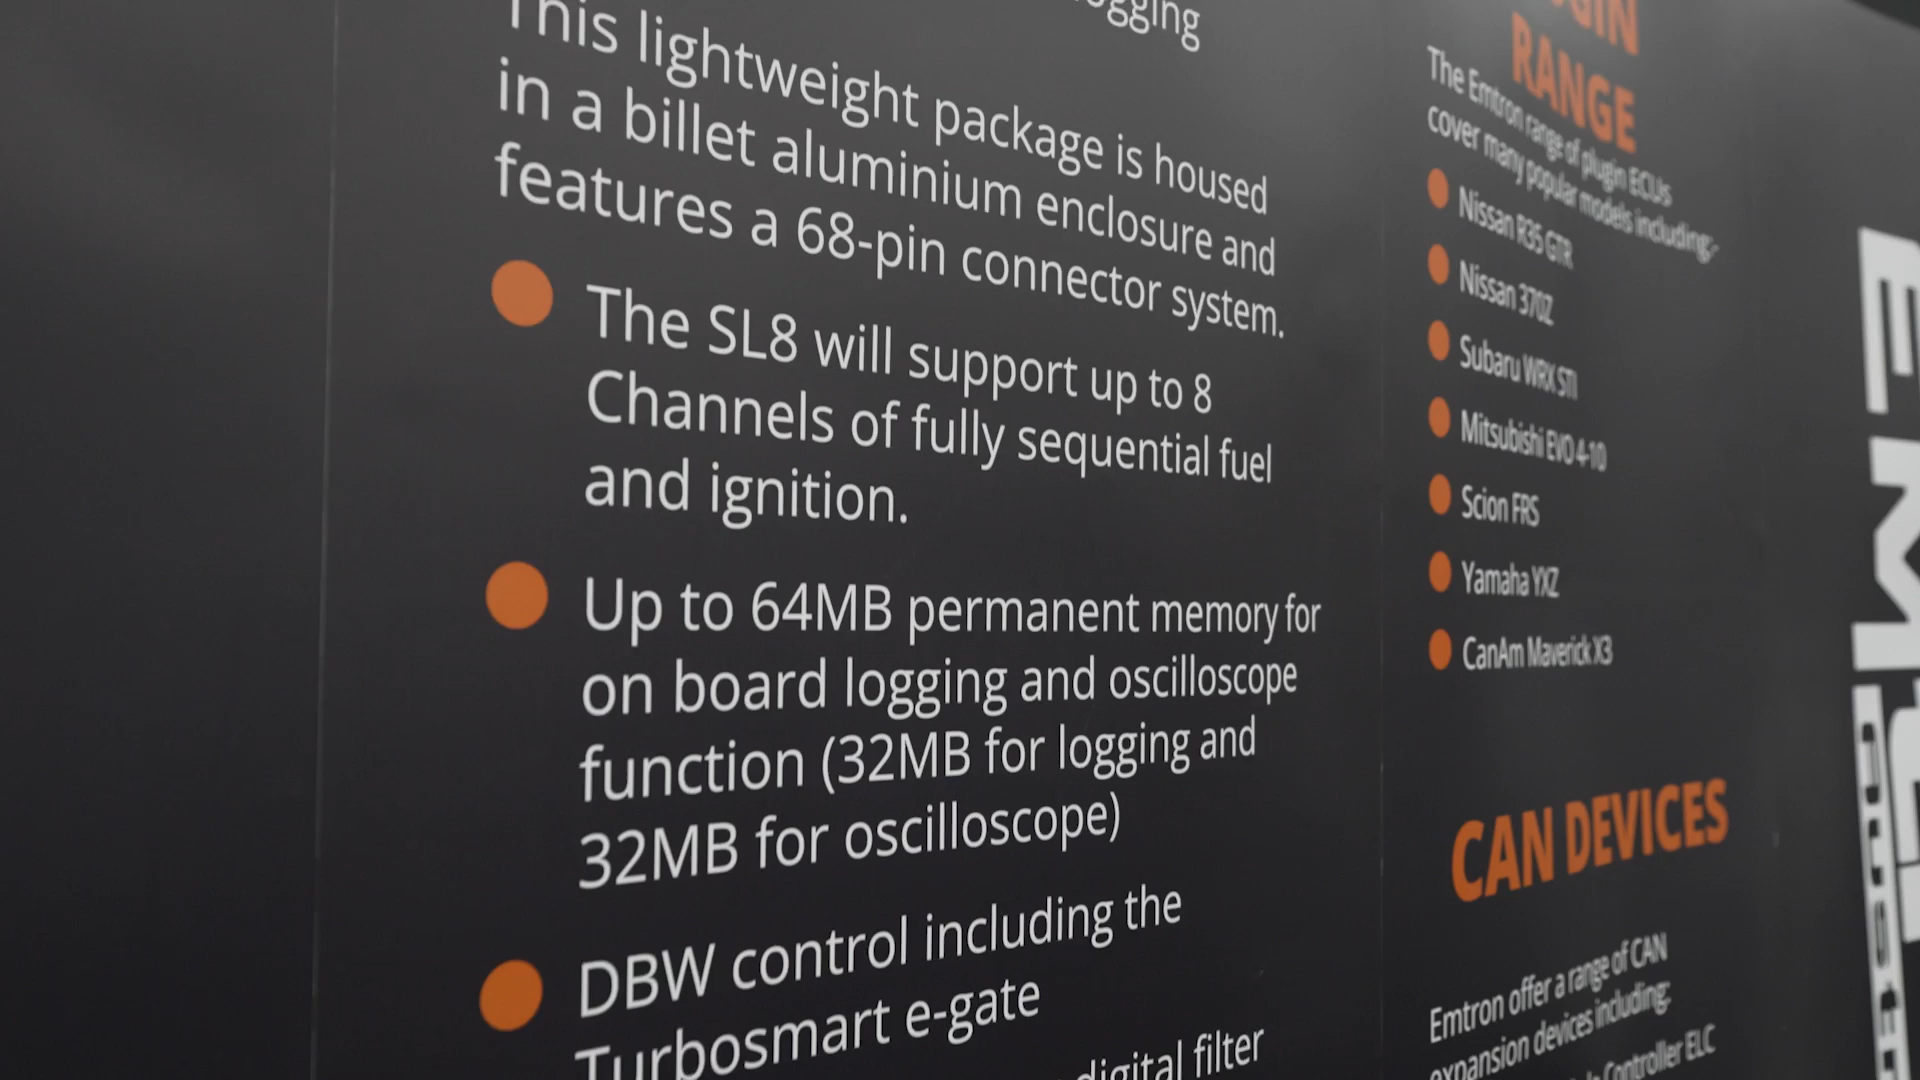 logging
This lightweight package is housed
in a billet aluminium enclosure and
features a 68-pin connector system.
The SL8 will support up to 8
Channels of fully sequential fuel
and ignition.
Up to 64MB permanent memory for
on board logging and oscilloscope
function (32MB for logging and
32MB for oscilloscope)
DBW control including the
Turbosmart e-gate
digital filter
RANGE
The Emtron range of plugin ECUs
cover many popular models including:-
Nissan R35 GTR
Nissan 370Z
Subaru WRX STI
Mitsubishi EVO 4-10
Scion FRS
Yamaha YXZ
CanAm Maverick X3
CAN DEVICES
Emtron offer a range of CAN
expansion devices including:
Controller ELC